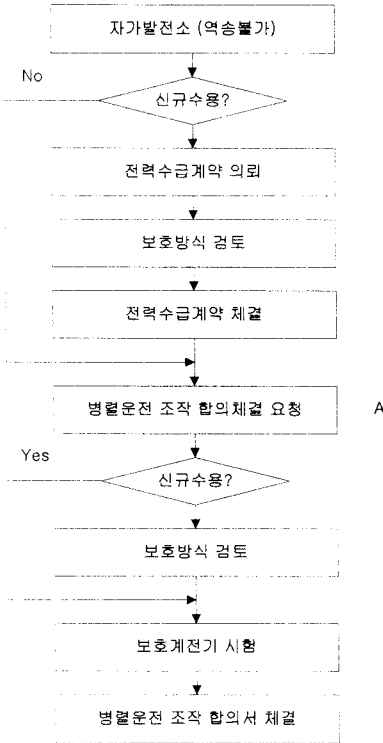 자가발전소 (역송불가)
No
신규수용?
전력수급계약 의뢰
보호방식 검토
전력수급계약 체결
병렬운전 조작 합의체결 요청
A
Yes
신규수용?
보호방식 검토
보호계전기 시험
병렬운전 조작 합의서 체결